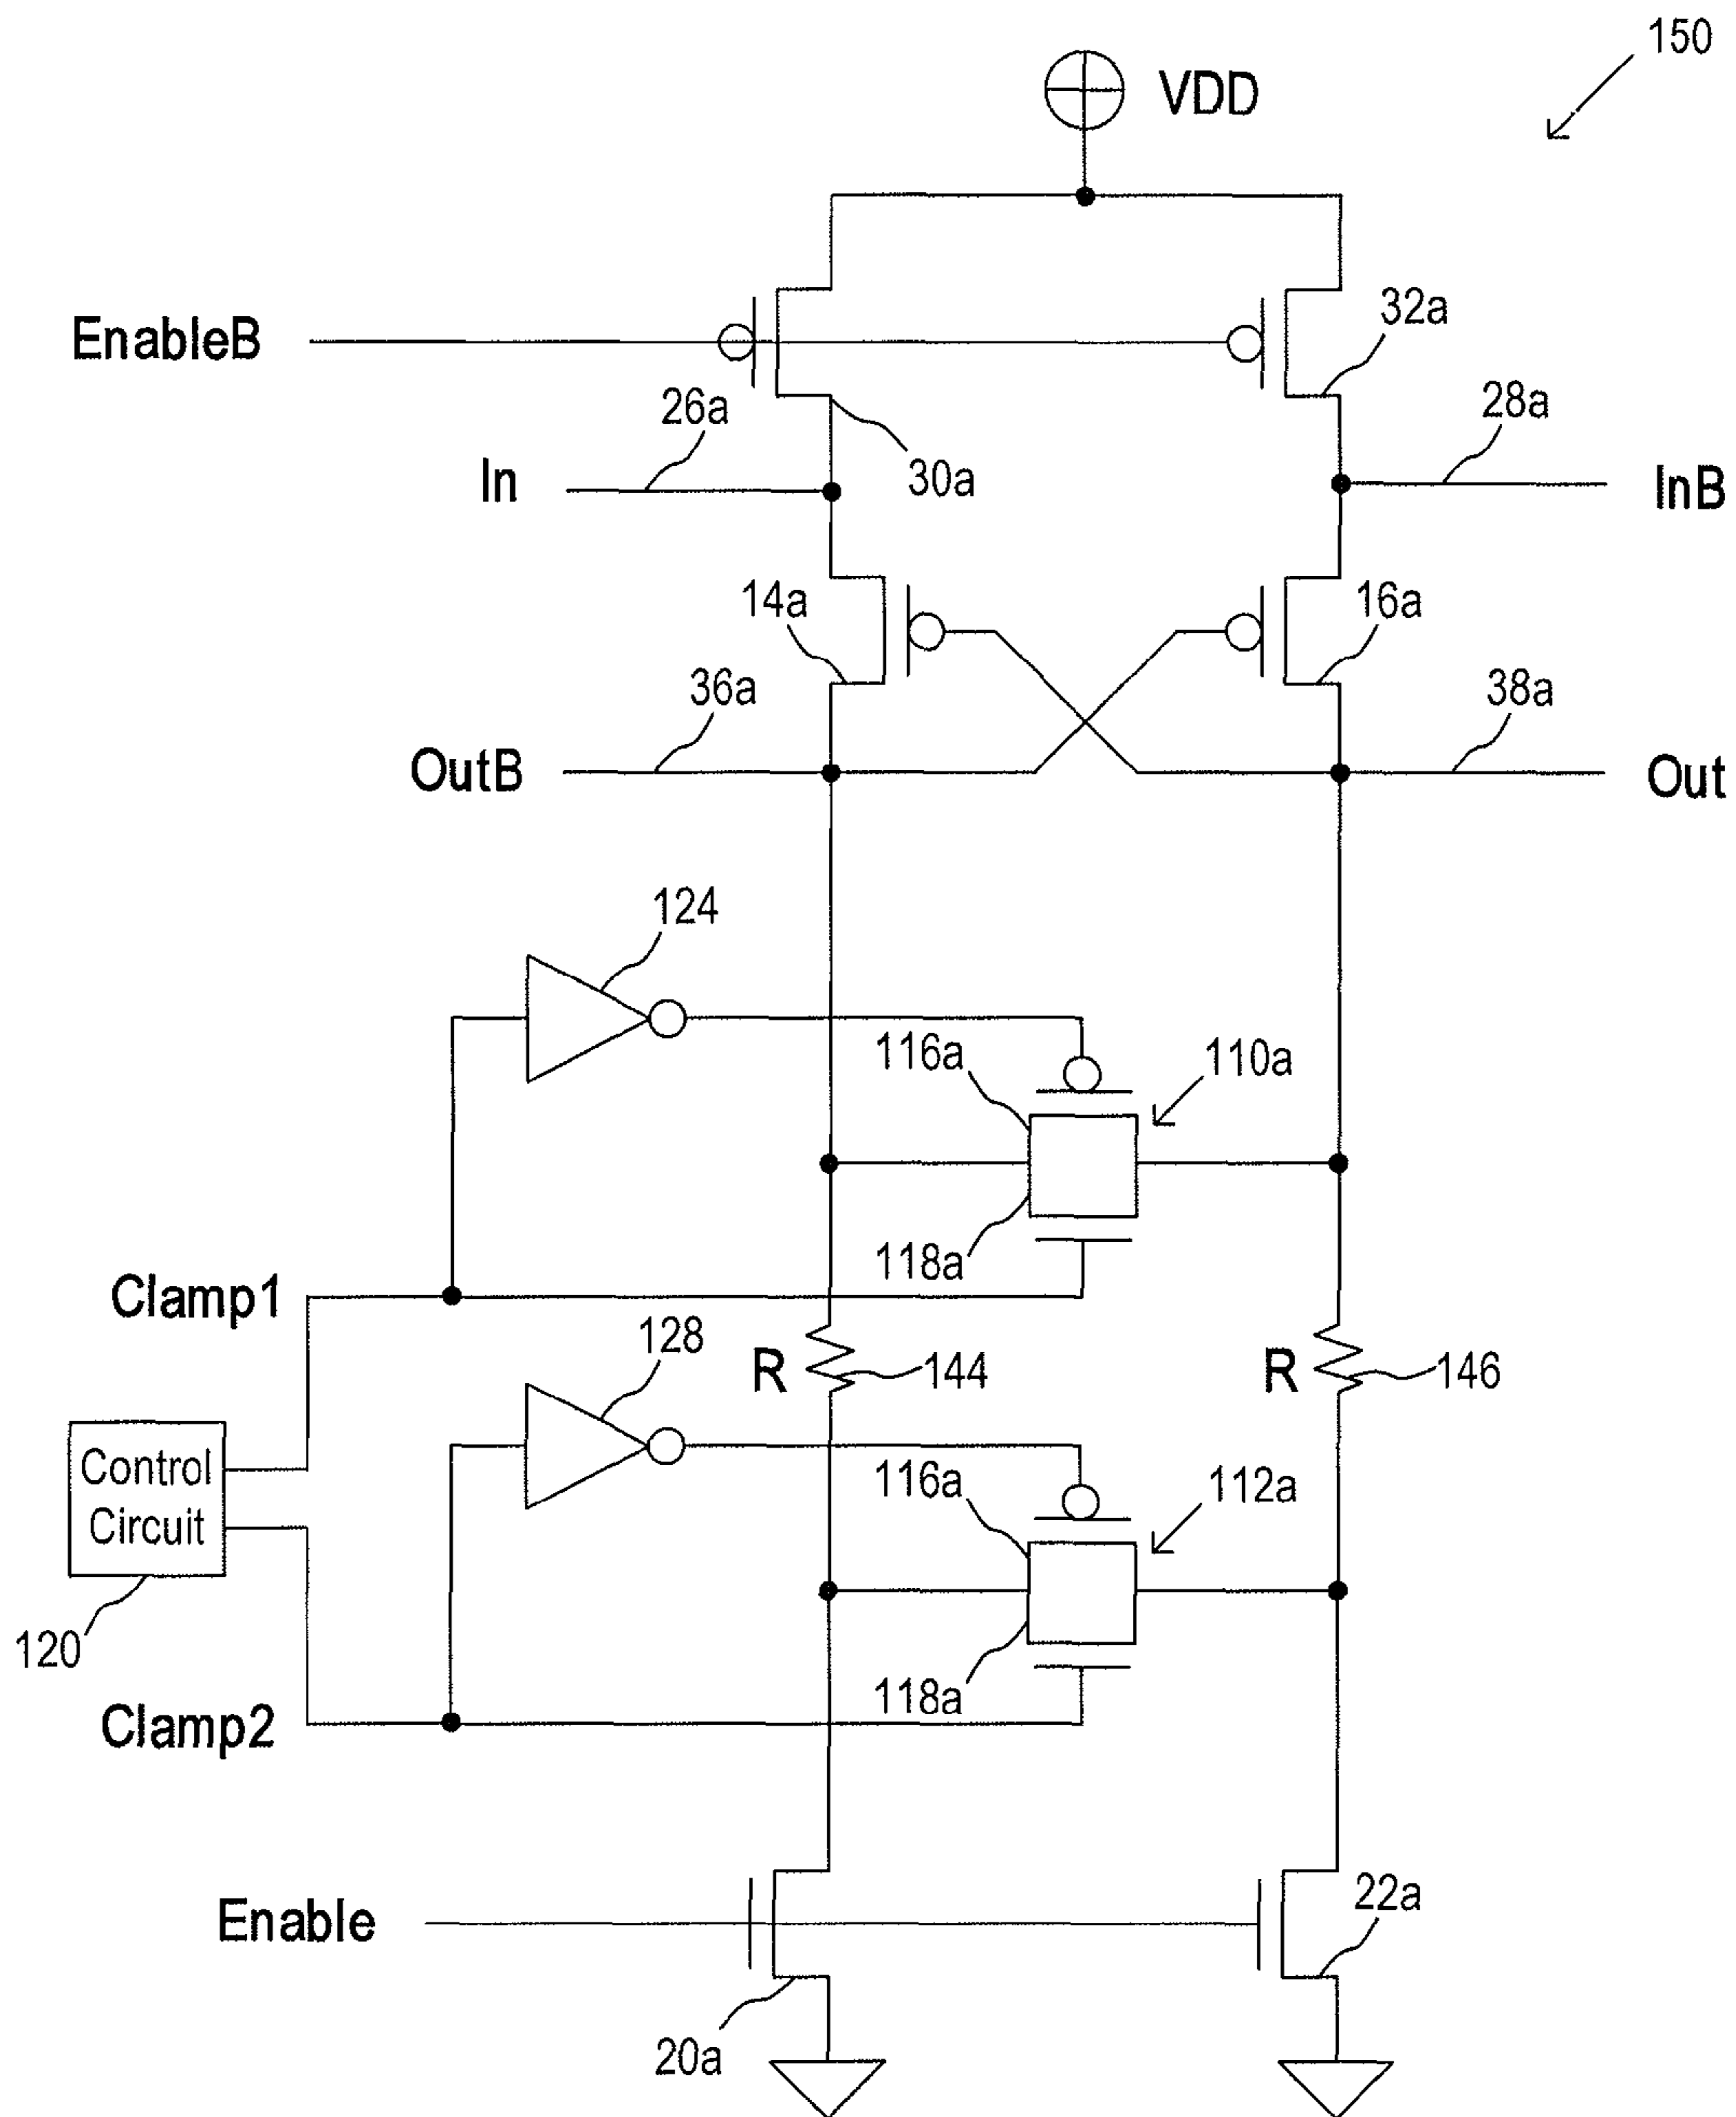 150
VDD
32a
EnableB
26a
28a
30a
In
InB
14a
16a
36a
38a
OutB
Out
124
116a
110a
118a
Clamp1
128
R
144
R
146
Control
Circuit
116a
112a
120
118a
Clamp2
Enable
22a
20a